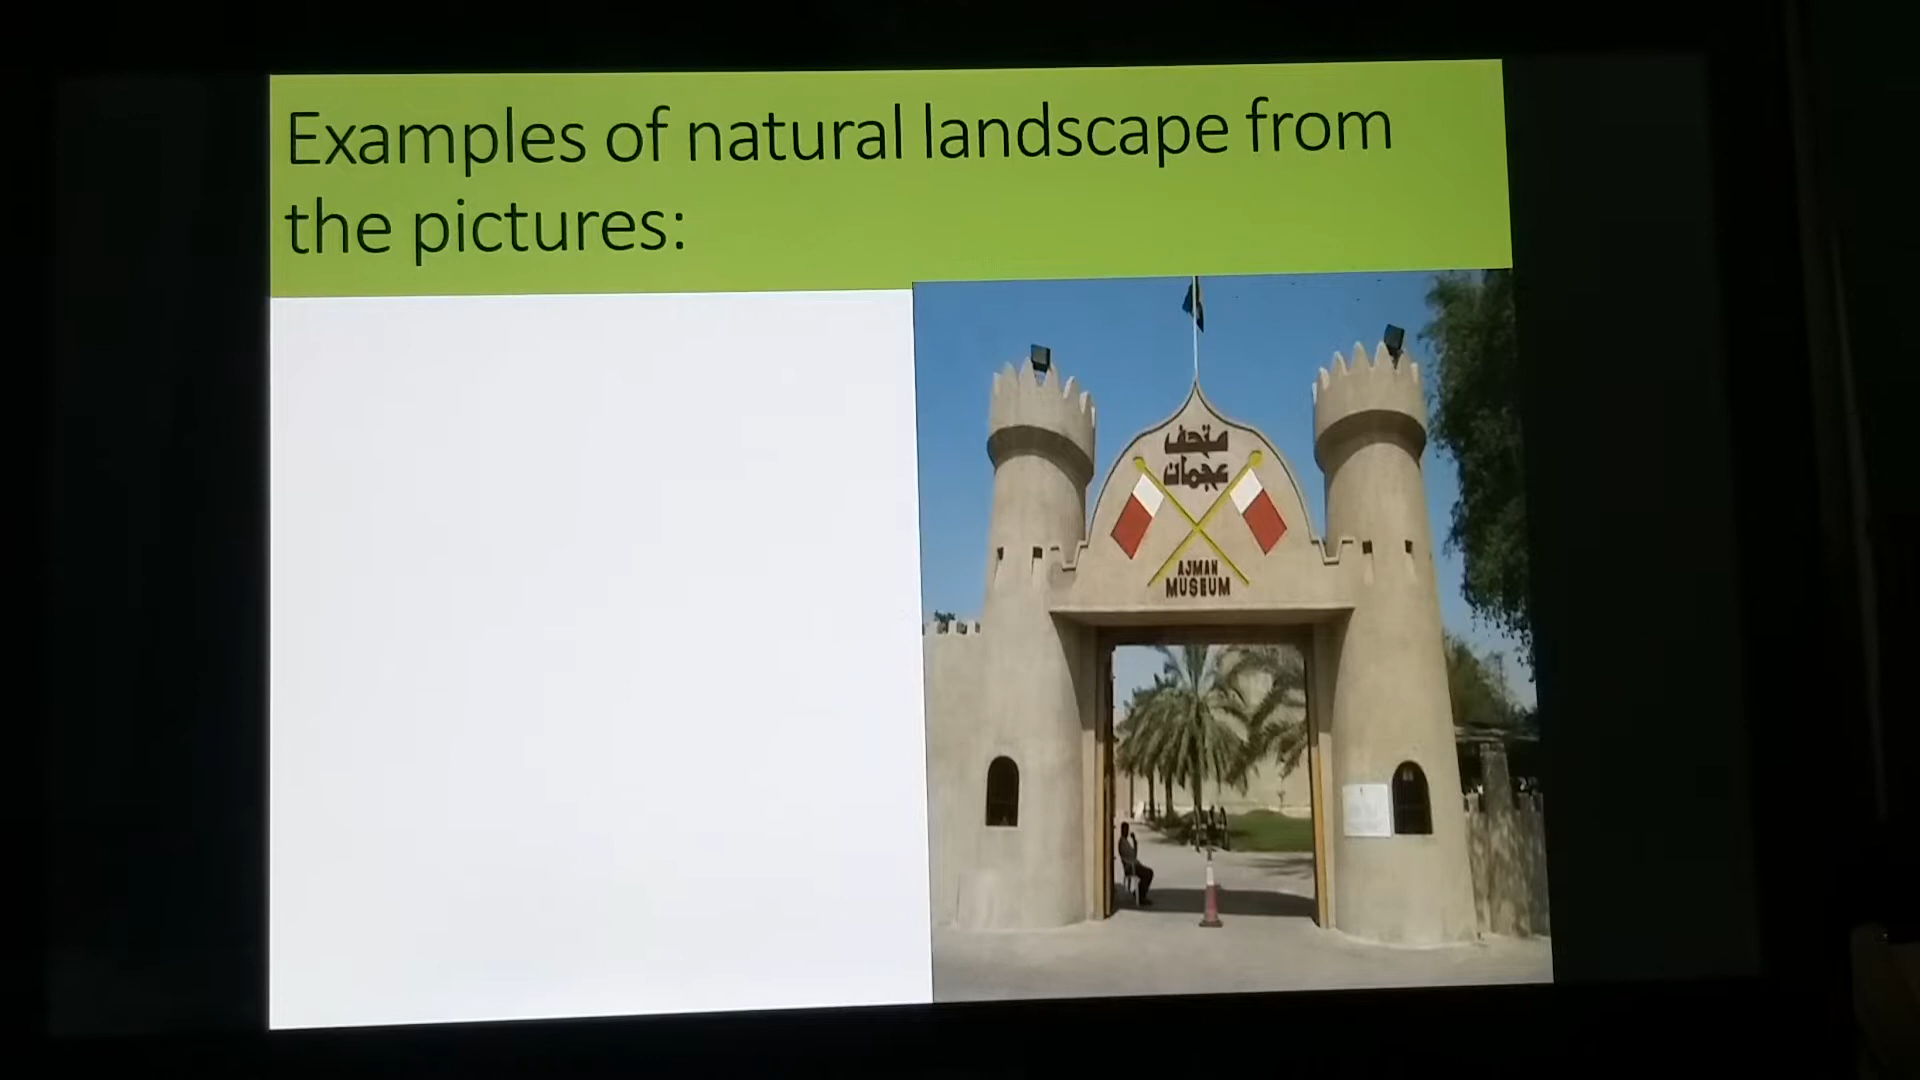 Examples of natural landscape from
the pictures:
متحف
عجمان
AJMAN
MUSEUM